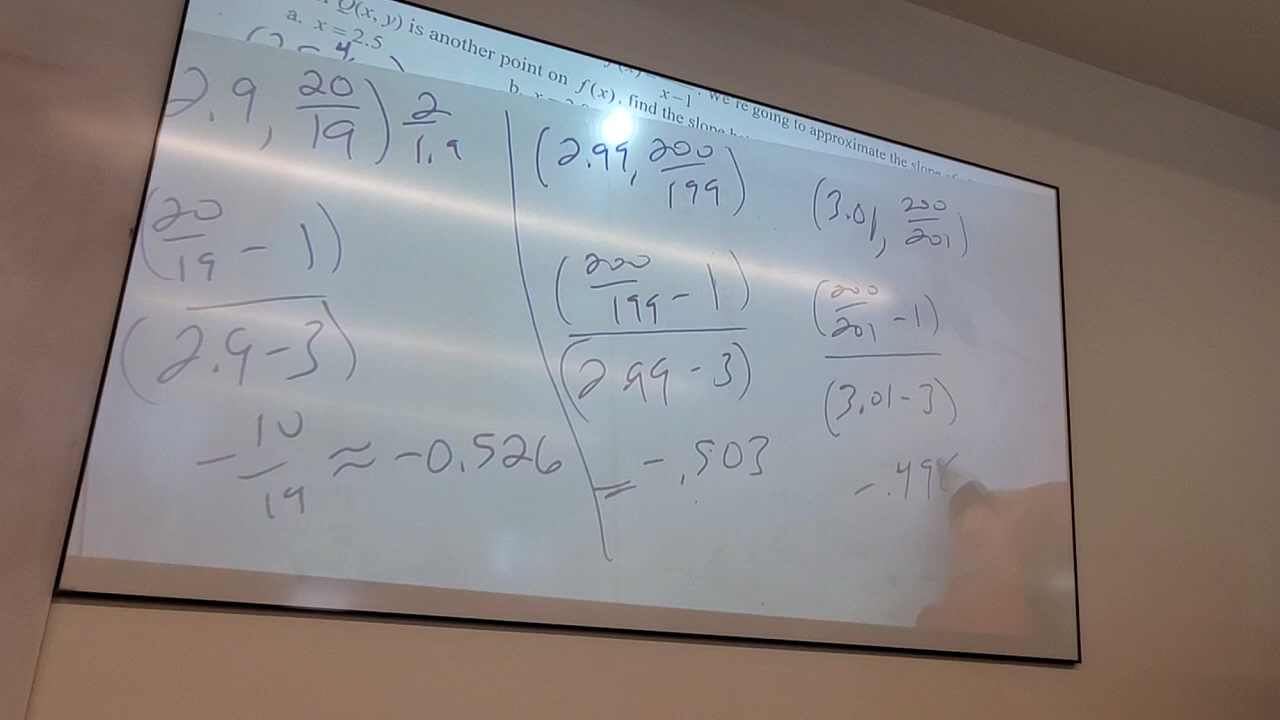 Q(x, y) is another point on f(x), find the slope
x-1 . We're going to approximate the slope
a. x = 2.5
b.
2.9, 20/19) 2/1.9
(20/19 - 1)
(2.9-3)
-10/19 ≈ -0.526
(2.99, 200/199)
(200/199 - 1)
(2.99-3)
= -.503
(3.01, 200/201)
(200/201 - 1)
(3.01-3)
-.498